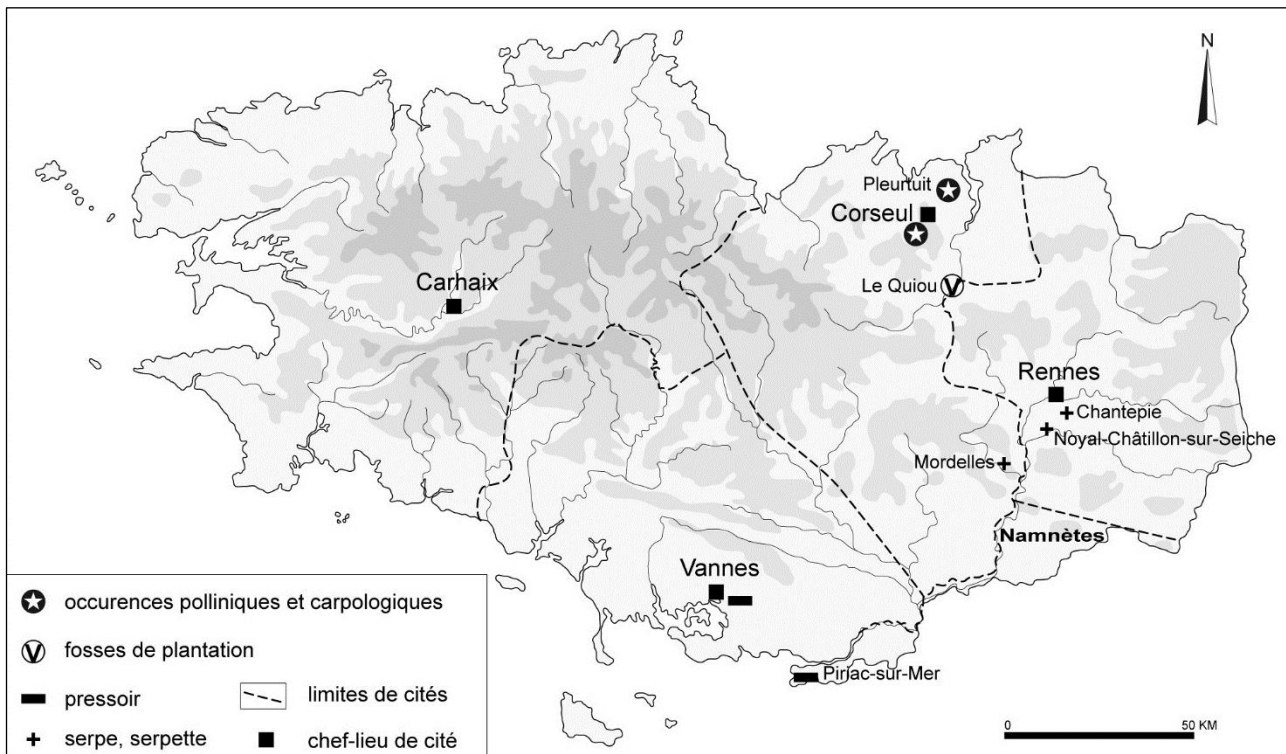 N
Pleurtuit
Corseul
Le Quiou
Carhaix
Rennes
Chantepie
Noyal-Châtillon-sur-Seiche
Mordelles
Namnètes
Vannes
Piriac-sur-Mer
occurences polliniques et carpologiques
V fosses de plantation
pressoir
limites de cités
serpe, serpette
chef-lieu de cité
0 50 KM